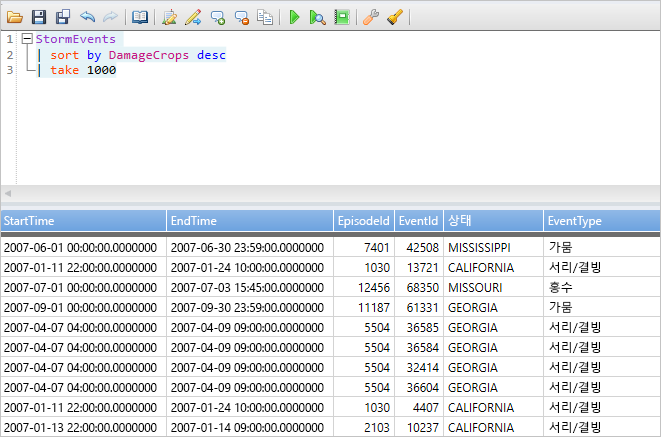 1 StormEvents
2 | sort by DamageCrops desc
3 | take 1000
StartTime EndTime EpisodeId EventId 상태 EventType
2007-06-01 00:00:00.0000000 2007-06-30 23:59:00.0000000 7401 42508 MISSISSIPPI 가뭄
2007-01-11 22:00:00.0000000 2007-01-24 10:00:00.0000000 1030 13721 CALIFORNIA 서리/결빙
2007-07-01 00:00:00.0000000 2007-07-03 15:45:00.0000000 12456 68350 MISSOURI 홍수
2007-09-01 00:00:00.0000000 2007-09-30 23:59:00.0000000 11187 61331 GEORGIA 가뭄
2007-04-07 04:00:00.0000000 2007-04-09 09:00:00.0000000 5504 36585 GEORGIA 서리/결빙
2007-04-07 04:00:00.0000000 2007-04-09 09:00:00.0000000 5504 36584 GEORGIA 서리/결빙
2007-04-07 04:00:00.0000000 2007-04-09 09:00:00.0000000 5504 32414 GEORGIA 서리/결빙
2007-04-07 04:00:00.0000000 2007-04-09 09:00:00.0000000 5504 36604 GEORGIA 서리/결빙
2007-01-11 22:00:00.0000000 2007-01-24 10:00:00.0000000 1030 4407 CALIFORNIA 서리/결빙
2007-01-13 22:00:00.0000000 2007-01-14 09:00:00.0000000 2103 10237 CALIFORNIA 서리/결빙